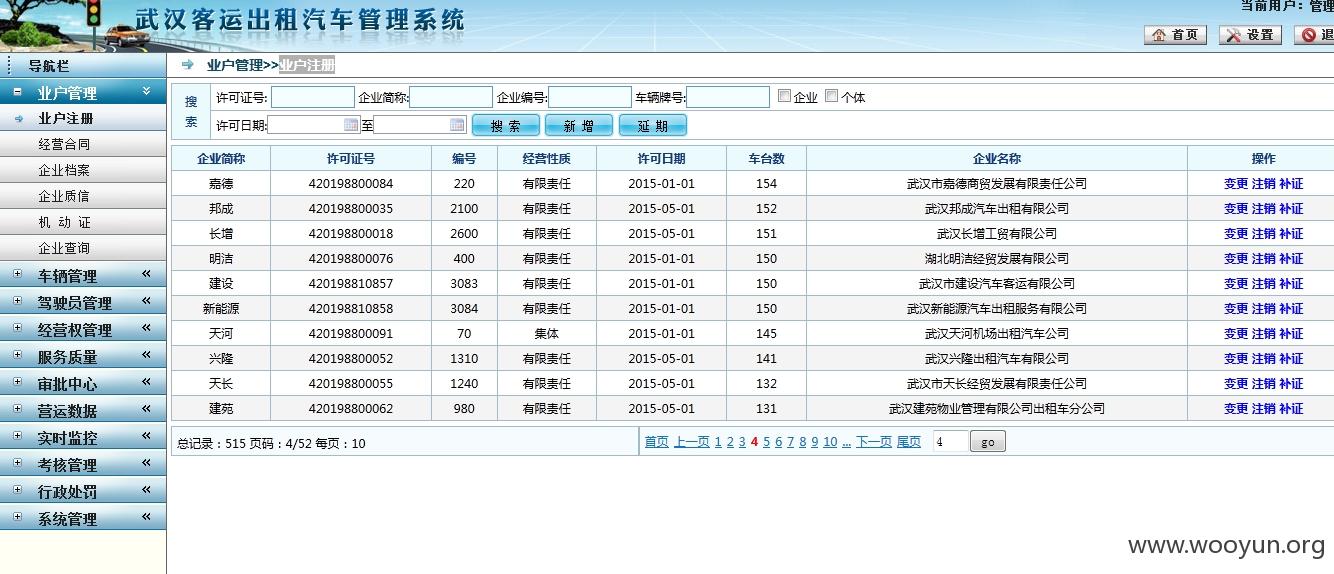 武汉客运出租汽车管理系统
当前用户：管理
首页 设置 退
导航栏
业户管理>>业户注册
业户管理
业户注册
经营合同
企业档案
企业质信
机 动 证
企业查询
车辆管理
驾驶员管理
经营权管理
服务质量
审批中心
营运数据
实时监控
考核管理
行政处罚
系统管理
搜索
许可证号: 企业简称: 企业编号: 车辆牌号: 企业 个体
许可日期: 至 搜 索 新 增 延 期
企业简称 许可证号 编号 经营性质 许可日期 车台数 企业名称 操作
嘉德 420198800084 220 有限责任 2015-01-01 154 武汉市嘉德商贸发展有限责任公司 变更 注销 补证
邦成 420198800035 2100 有限责任 2015-05-01 152 武汉邦成汽车出租有限公司 变更 注销 补证
长增 420198800018 2600 有限责任 2015-05-01 151 武汉长增工贸有限公司 变更 注销 补证
明洁 420198800076 400 有限责任 2015-01-01 150 湖北明洁经贸发展有限公司 变更 注销 补证
建设 420198810857 3083 有限责任 2015-01-01 150 武汉市建设汽车客运有限公司 变更 注销 补证
新能源 420198810858 3084 有限责任 2015-01-01 150 武汉新能源汽车出租服务有限公司 变更 注销 补证
天河 420198800091 70 集体 2015-01-01 145 武汉天河机场出租汽车公司 变更 注销 补证
兴隆 420198800052 1310 有限责任 2015-05-01 141 武汉兴隆出租汽车有限公司 变更 注销 补证
天长 420198800055 1240 有限责任 2015-05-01 132 武汉市天长经贸发展有限责任公司 变更 注销 补证
建苑 420198800062 980 有限责任 2015-05-01 131 武汉建苑物业管理有限公司出租车分公司 变更 注销 补证
总记录：515 页码：4/52 每页：10
首页 上一页 1 2 3 4 5 6 7 8 9 10 ... 下一页 尾页 4 go
www.wooyun.org